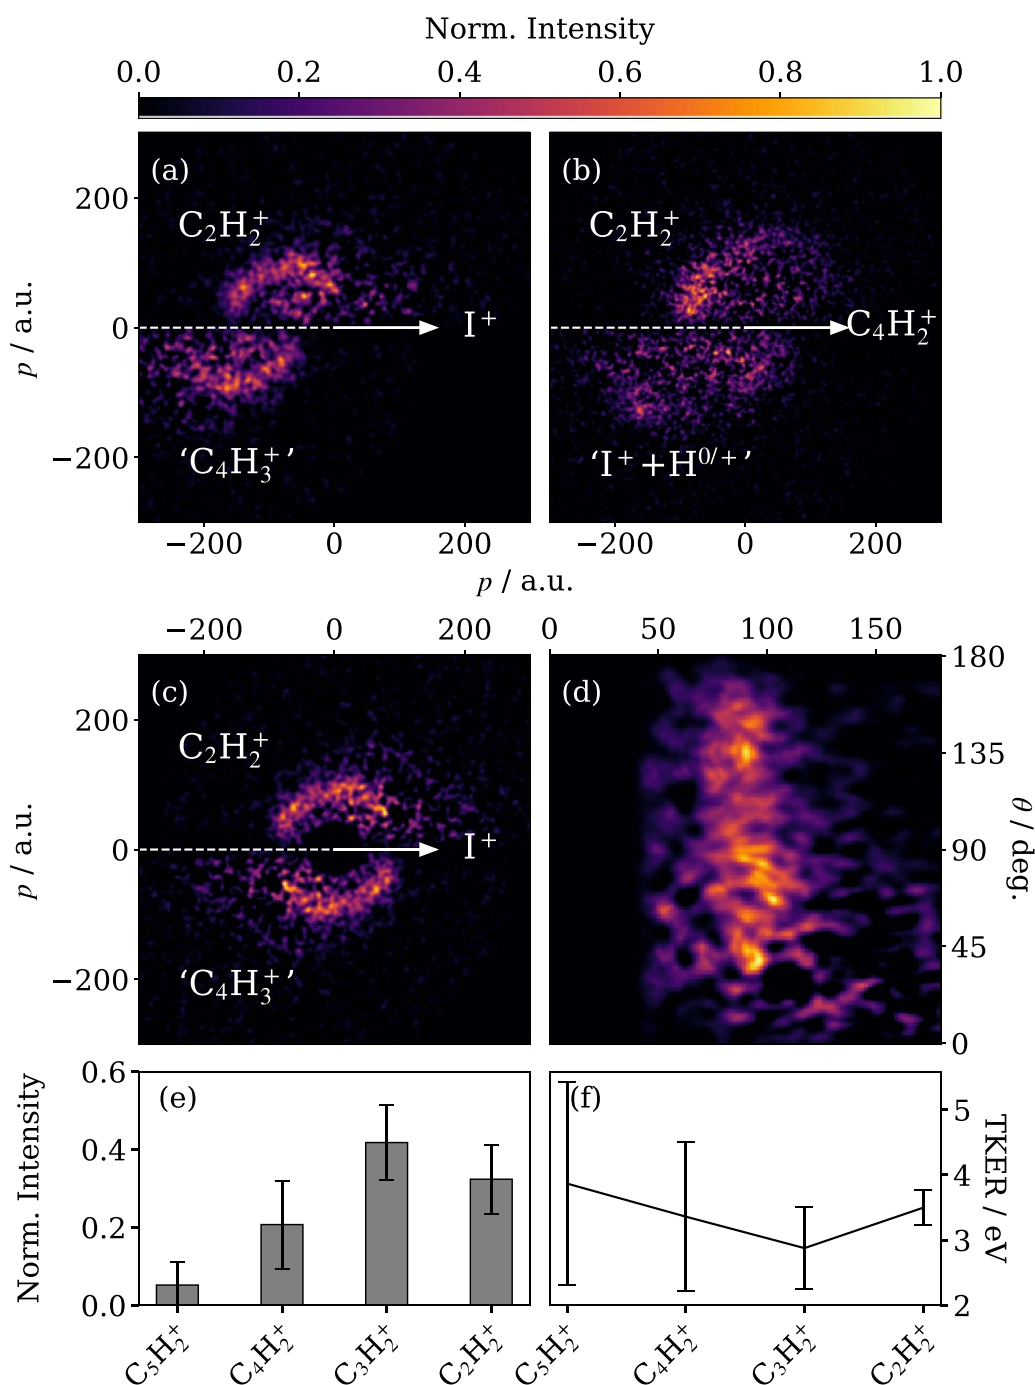 Norm. Intensity
0.0 0.2 0.4 0.6 0.8 1.0
(a)
C₂H₂⁺
I⁺
‘C₄H₃⁺’
200
0
−200
p / a.u.
−200 0 200
(b)
C₂H₂⁺
C₄H₂⁺
‘I⁺+H⁰ᐟ⁺’
−200 0 200
p / a.u.
−200 0 200
(c)
C₂H₂⁺
I⁺
‘C₄H₃⁺’
200
0
−200
p / a.u.
0 50 100 150
(d)
180
135
90
45
0
θ / deg.
(e)
0.6
0.4
0.2
0.0
Norm. Intensity
C₅H₂⁺ C₄H₂⁺ C₃H₂⁺ C₂H₂⁺
(f)
5
4
3
2
TKER / eV
C₅H₂⁺ C₄H₂⁺ C₃H₂⁺ C₂H₂⁺